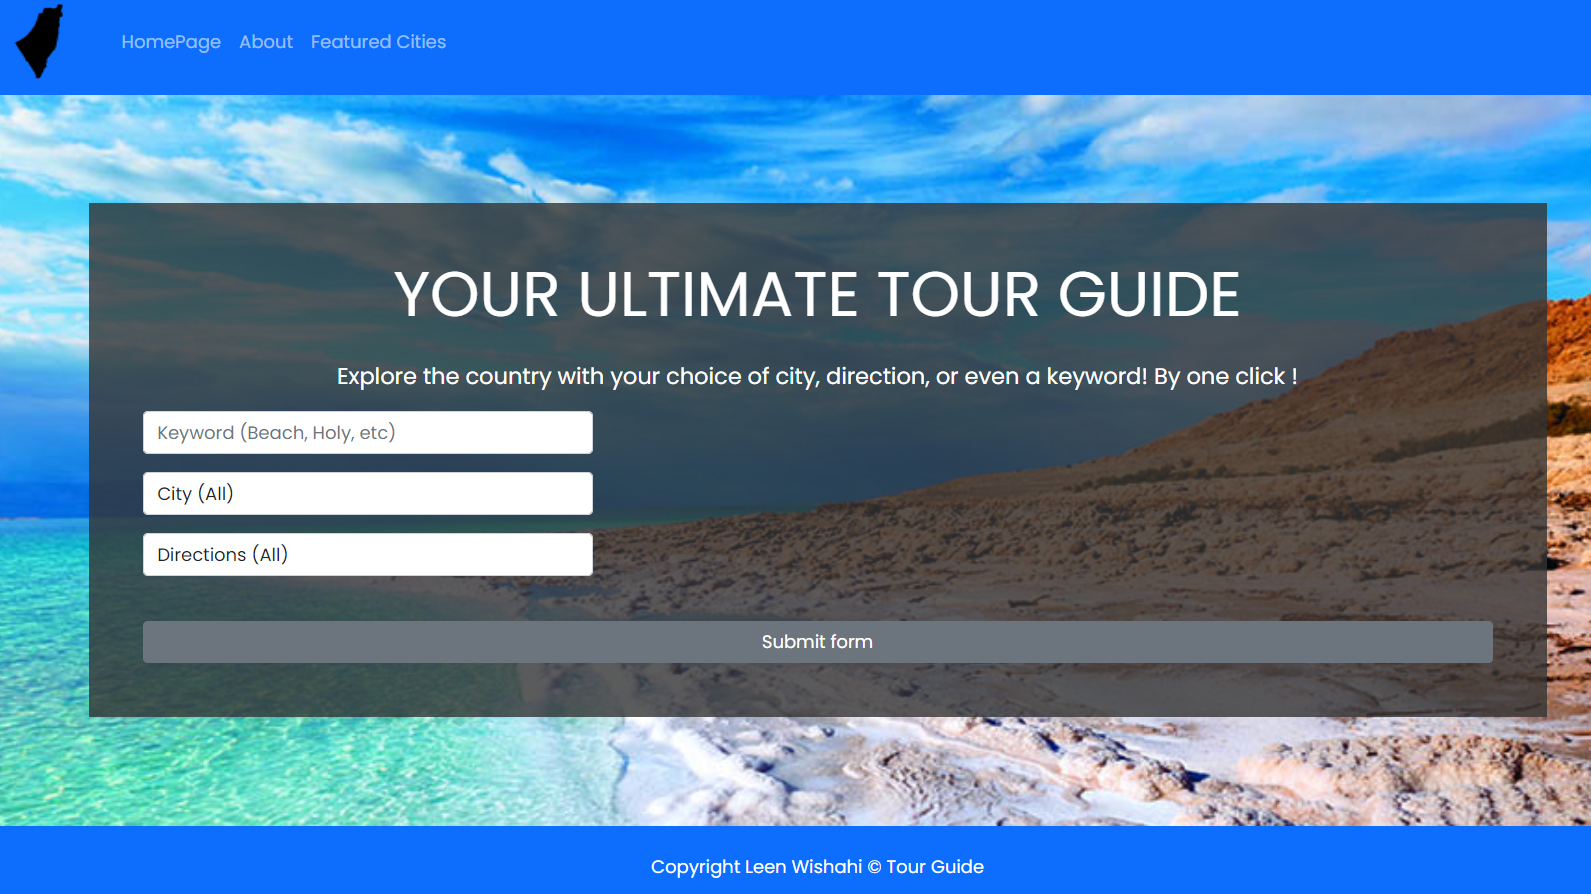 HomePage About Featured Cities
YOUR ULTIMATE TOUR GUIDE
Explore the country with your choice of city, direction, or even a keyword! By one click !
Keyword (Beach, Holy, etc)
City (All)
Directions (All)
Submit form
Copyright Leen Wishahi © Tour Guide